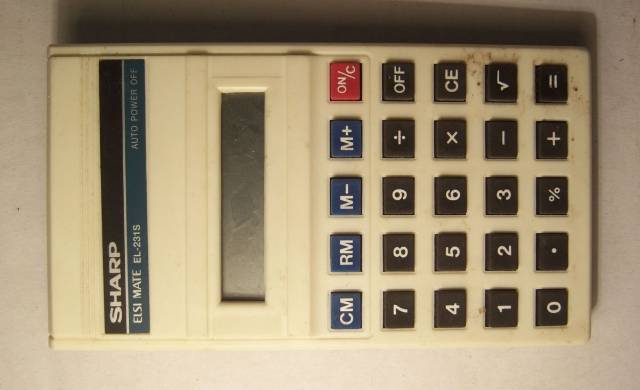 SHARP
ELSI MATE EL-231S AUTO POWER OFF
CM RM M- M+ ON/C
7 8 9 ÷ OFF
4 5 6 × CE
1 2 3 − √
0 . % + =